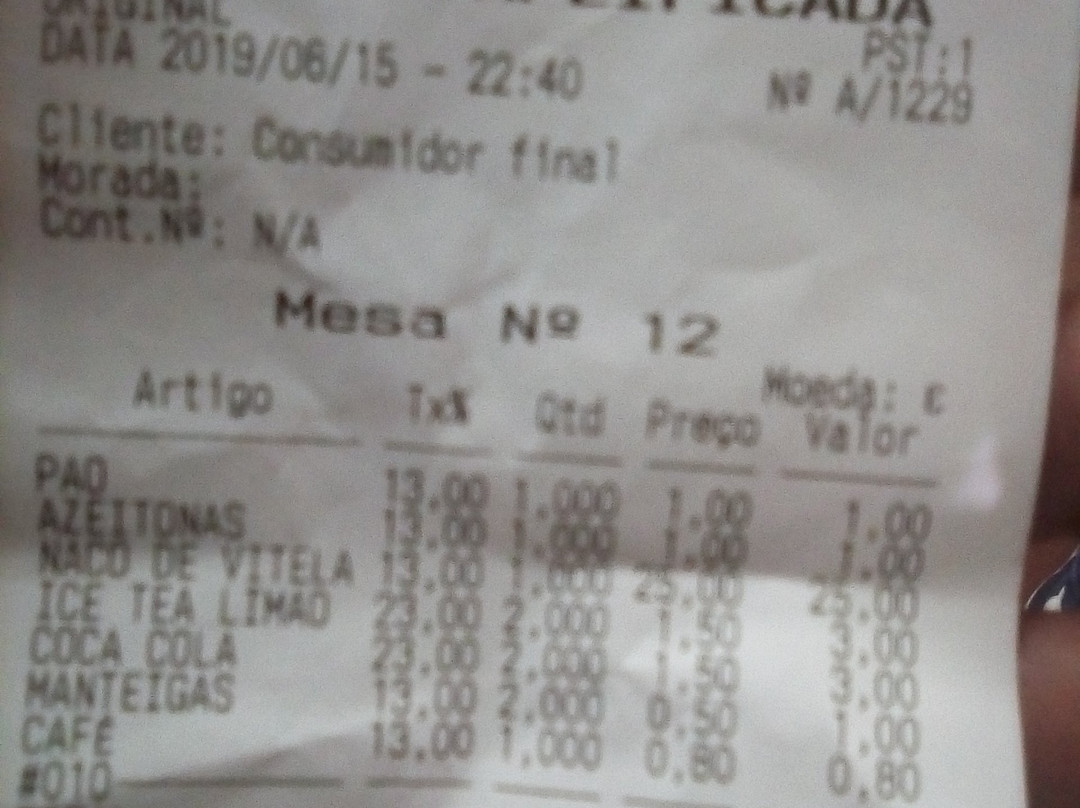 ORIGINAL
PST:1
DATA 2019/06/15 - 22:40
Nº A/1229
Cliente: Consumidor final
Morada:
Cont.Nº: N/A
Mesa Nº 12
Moeda: €
Artigo Tx% Qtd Preço Valor
PAO 13,00 1,000 1,00 1,00
AZEITONAS 13,00 1,000 1,00 1,00
NACO DE VITELA 13,00 1,000 25,00 25,00
ICE TEA LIMAO 23,00 2,000 1,50 3,00
COCA COLA 23,00 2,000 1,50 3,00
MANTEIGAS 13,00 2,000 0,50 1,00
CAFÉ 13,00 1,000 0,80 0,80
#010